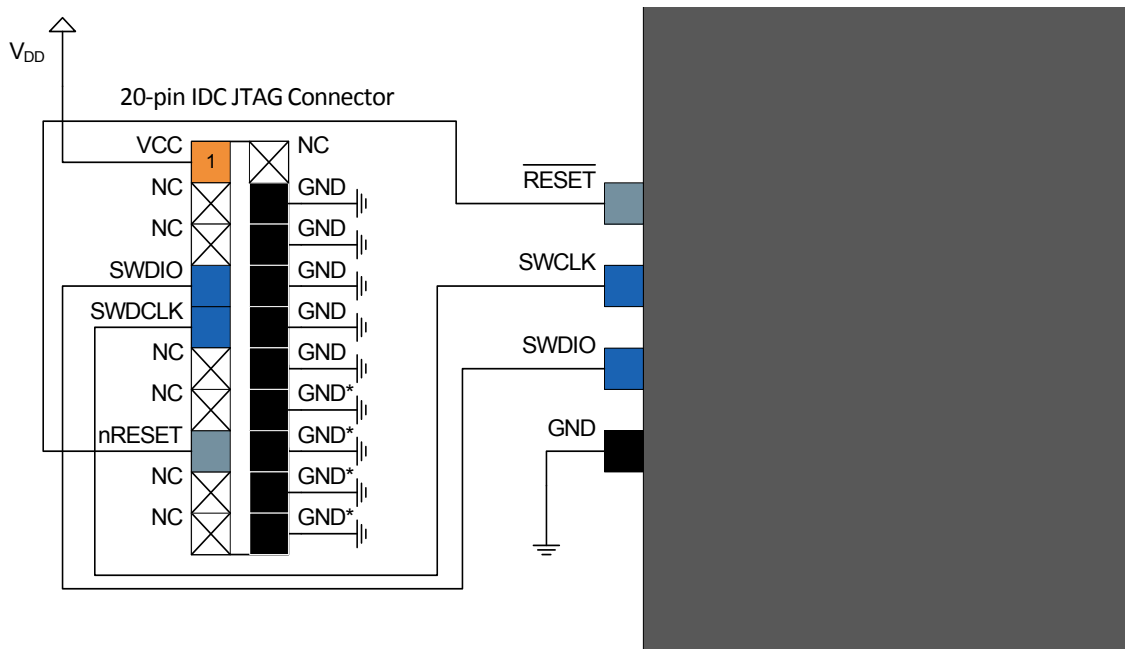 VDD
20-pin IDC JTAG Connector
VCC 1 NC
NC GND
NC GND
SWDIO GND
SWDCLK GND
NC GND
NC GND*
nRESET GND*
NC GND*
NC GND*
RESET
SWCLK
SWDIO
GND